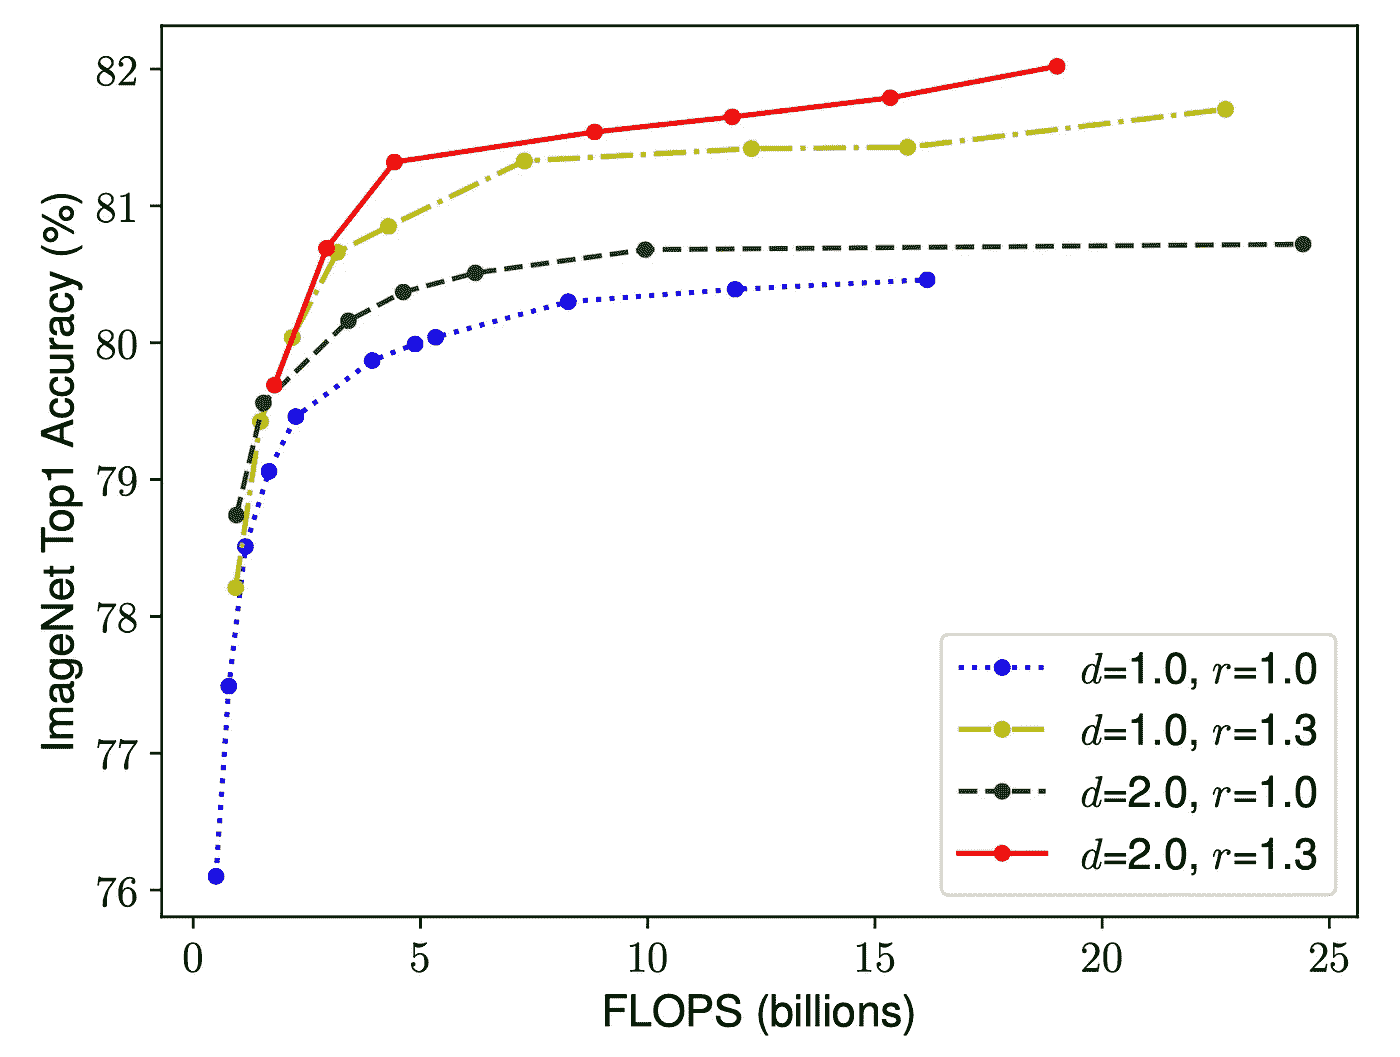 82
81
80
79
78
77
76
ImageNet Top1 Accuracy (%)
d=1.0, r=1.0
d=1.0, r=1.3
d=2.0, r=1.0
d=2.0, r=1.3
0 5 10 15 20 25
FLOPS (billions)